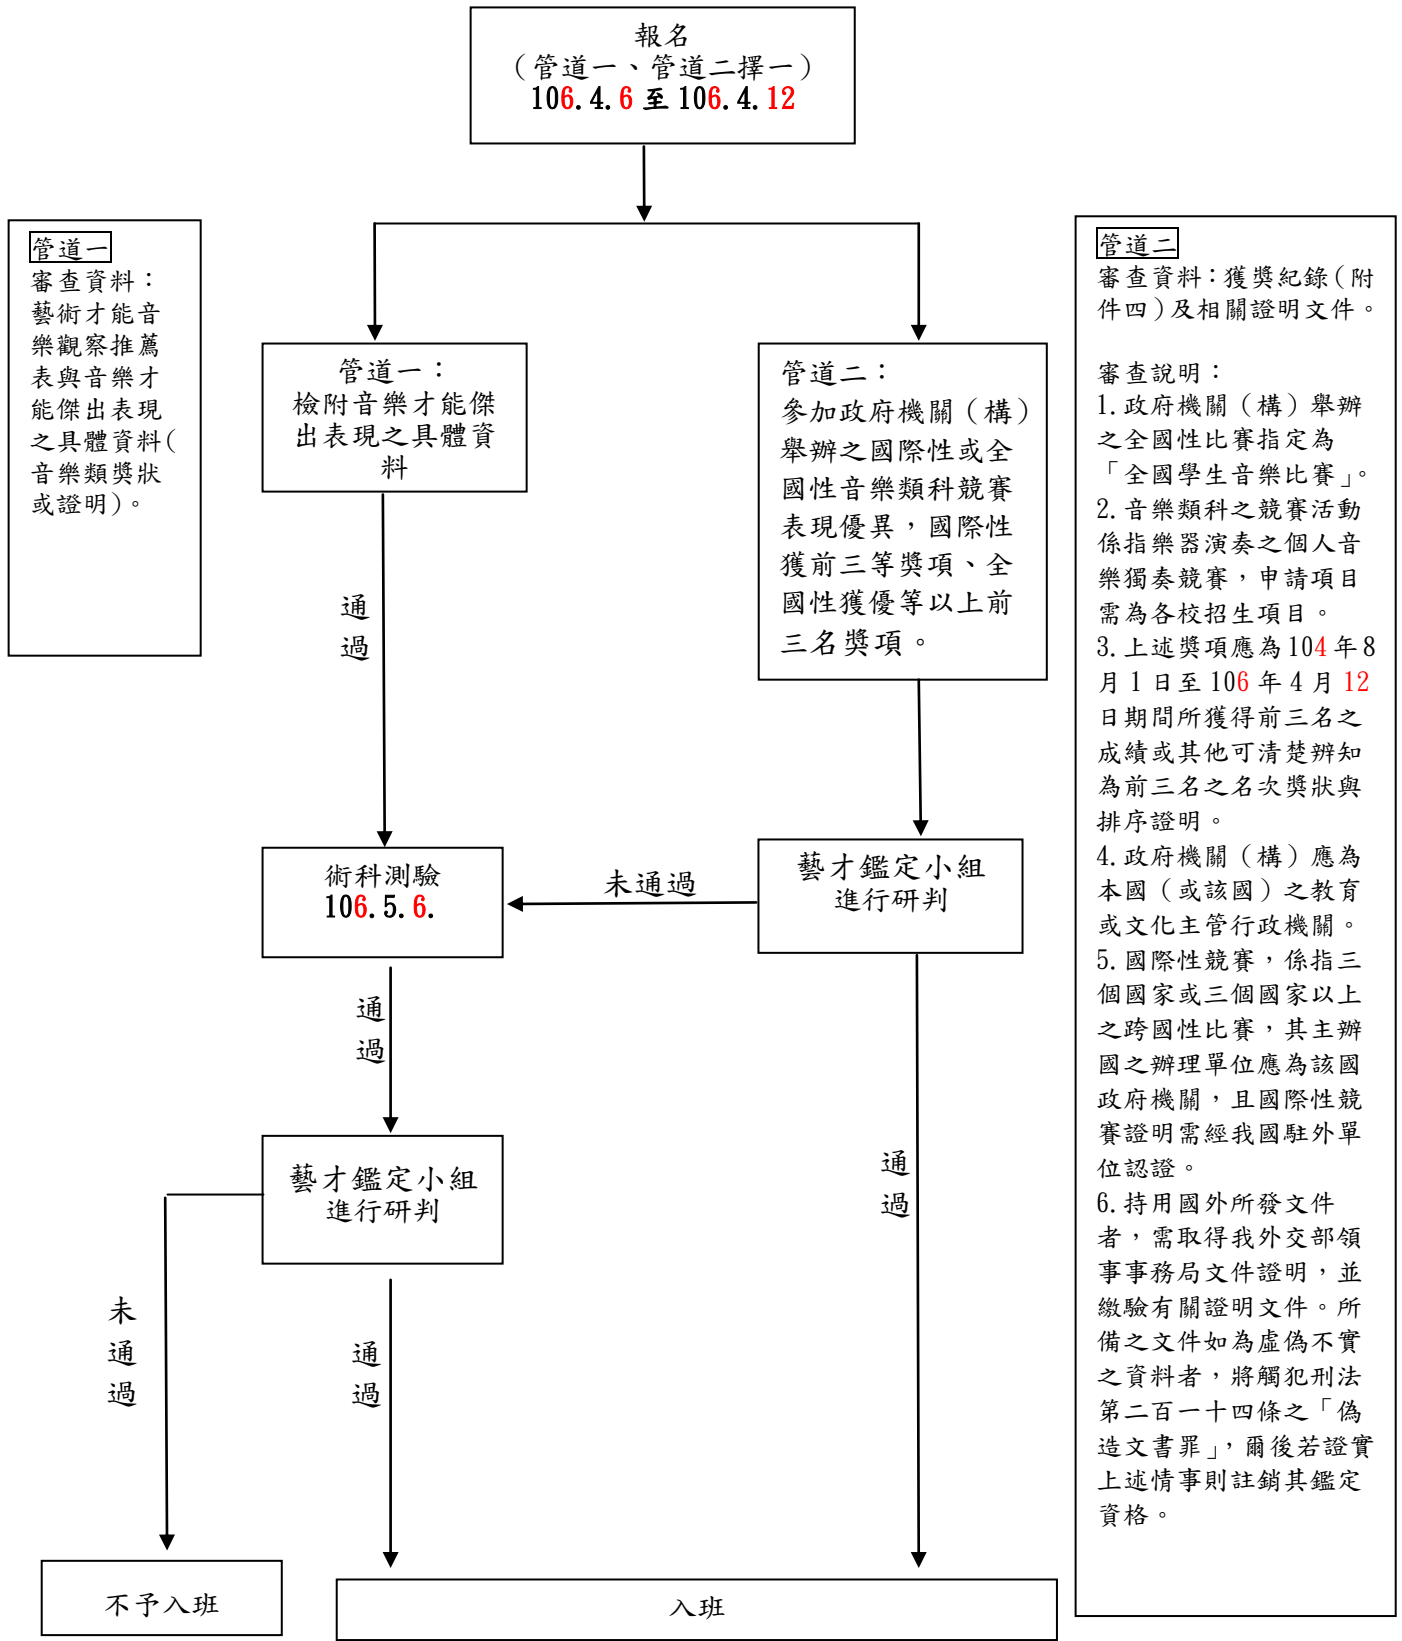 報名
(管道一、管道二擇一)
106.4.6 至 106.4.12
管道一
審查資料：
藝術才能音
樂觀察推薦
表與音樂才
能傑出表現
之具體資料(
音樂類獎狀
或證明)。
管道一：
檢附音樂才能傑
出表現之具體資
料
管道二：
參加政府機關（構）
舉辦之國際性或全
國性音樂類科競賽
表現優異，國際性
獲前三等獎項、全
國性獲優等以上前
三名獎項。
管道二
審查資料：獲獎紀錄(附
件四)及相關證明文件。
審查說明：
1.政府機關（構）舉辦
之全國性比賽指定為
「全國學生音樂比賽」。
2.音樂類科之競賽活動
係指樂器演奏之個人音
樂獨奏競賽，申請項目
需為各校招生項目。
3.上述獎項應為 104 年 8
月 1 日至 106 年 4 月 12
日期間所獲得前三名之
成績或其他可清楚辨知
為前三名之名次獎狀與
排序證明。
4.政府機關（構）應為
本國（或該國）之教育
或文化主管行政機關。
5.國際性競賽，係指三
個國家或三個國家以上
之跨國性比賽，其主辦
國之辦理單位應為該國
政府機關，且國際性競
賽證明需經我國駐外單
位認證。
6.持用國外所發文件
者，需取得我外交部領
事事務局文件證明，並
繳驗有關證明文件。所
備之文件如為虛偽不實
之資料者，將觸犯刑法
第二百一十四條之「偽
造文書罪」，爾後若證實
上述情事則註銷其鑑定
資格。
通
過
術科測驗
106.5.6.
未通過
藝才鑑定小組
進行研判
通
過
藝才鑑定小組
進行研判
通
過
未
通
過
通
過
不予入班
入班